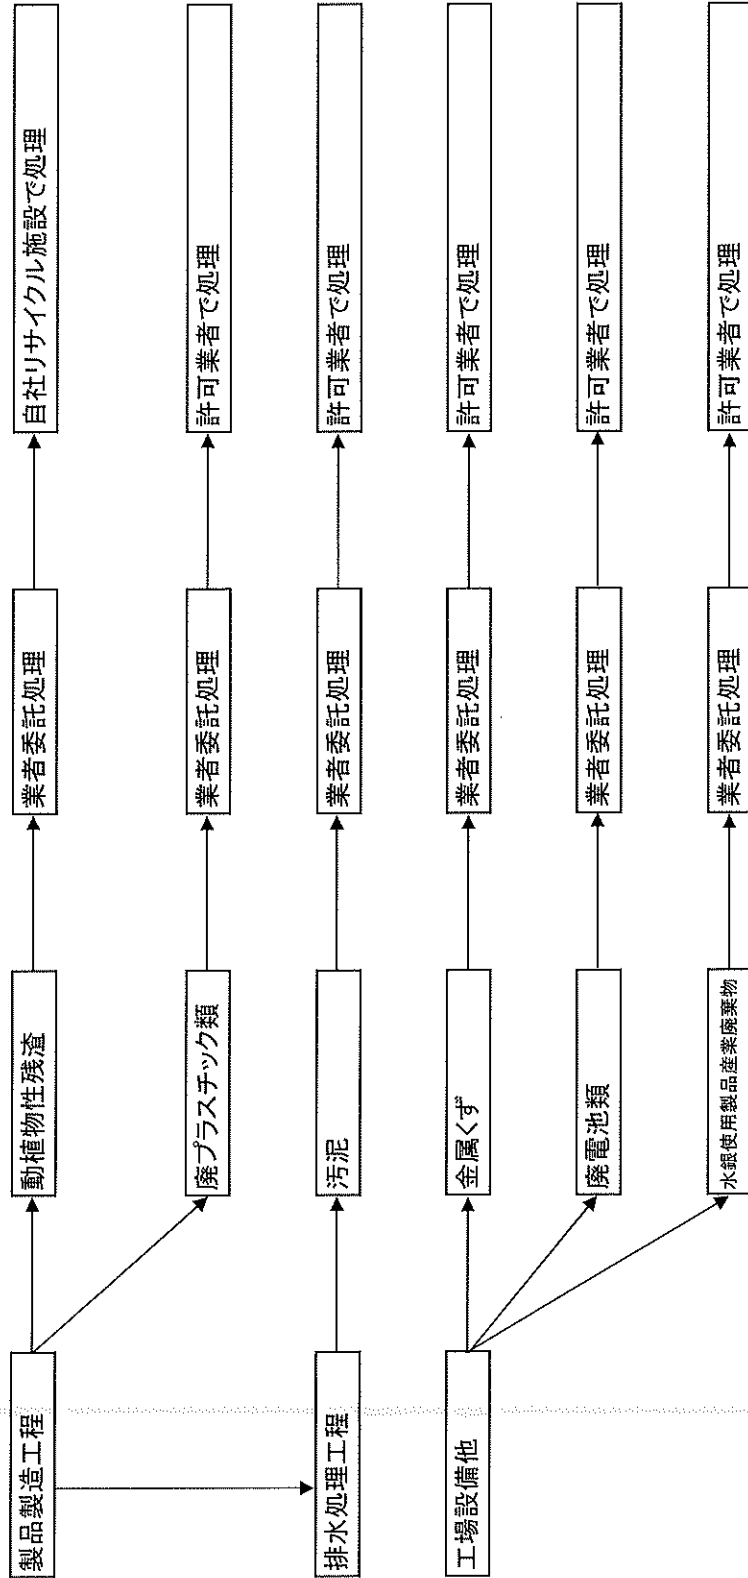 製品製造工程
動植物性残渣
業者委託処理
自社リサイクル施設で処理
廃プラスチック類
業者委託処理
許可業者で処理
排水処理工程
汚泥
業者委託処理
許可業者で処理
工場設備他
金属くず
業者委託処理
許可業者で処理
廃電池類
業者委託処理
許可業者で処理
水銀使用製品産業廃棄物
業者委託処理
許可業者で処理